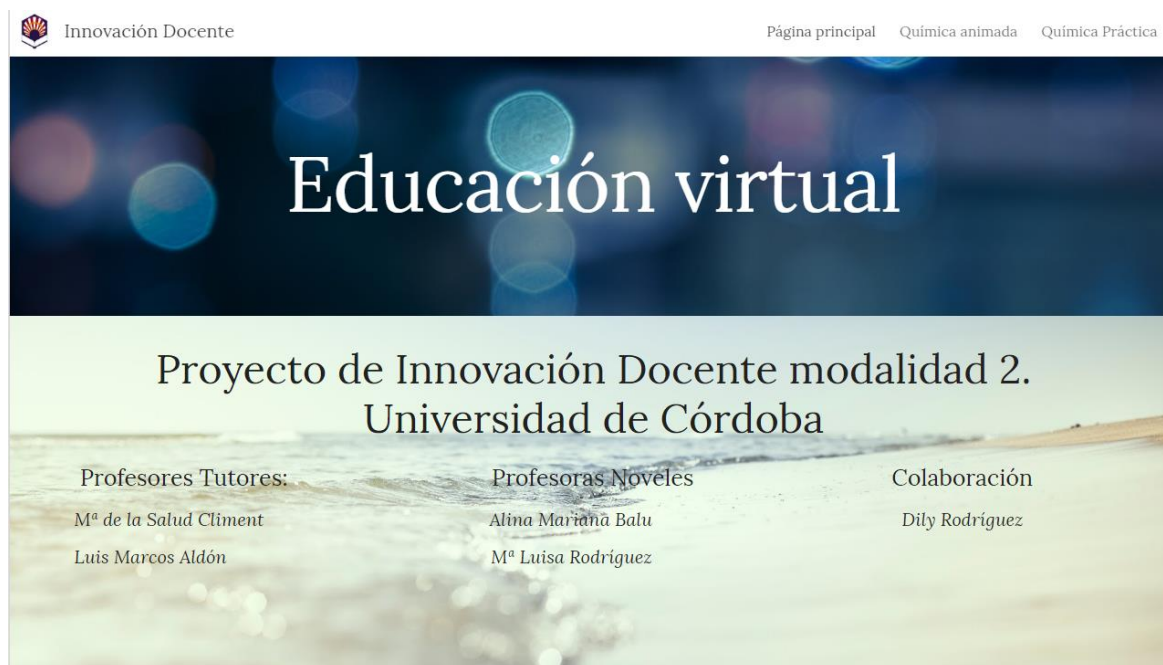 Innovación Docente
Página principal Química animada Química Práctica
Educación virtual
Proyecto de Innovación Docente modalidad 2.
Universidad de Córdoba
Profesores Tutores:
Mª de la Salud Climent
Luis Marcos Aldón
Profesoras Noveles
Alina Mariana Balu
Mª Luisa Rodríguez
Colaboración
Dily Rodríguez